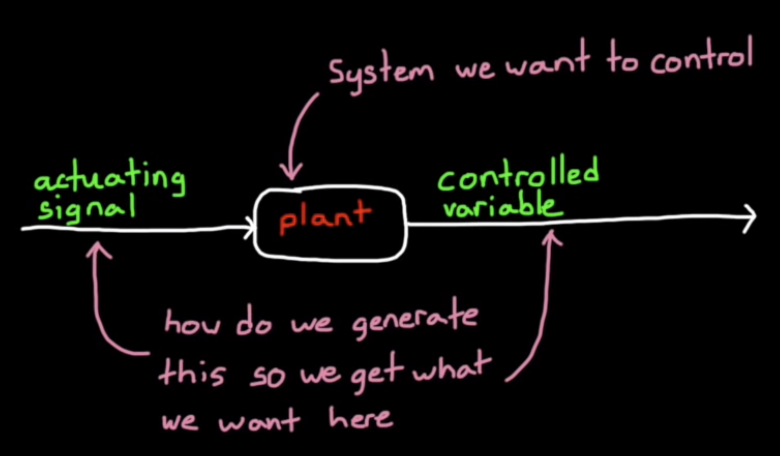 System we want to control
actuating
signal
plant
controlled
variable
how do we generate
this so we get what
we want here